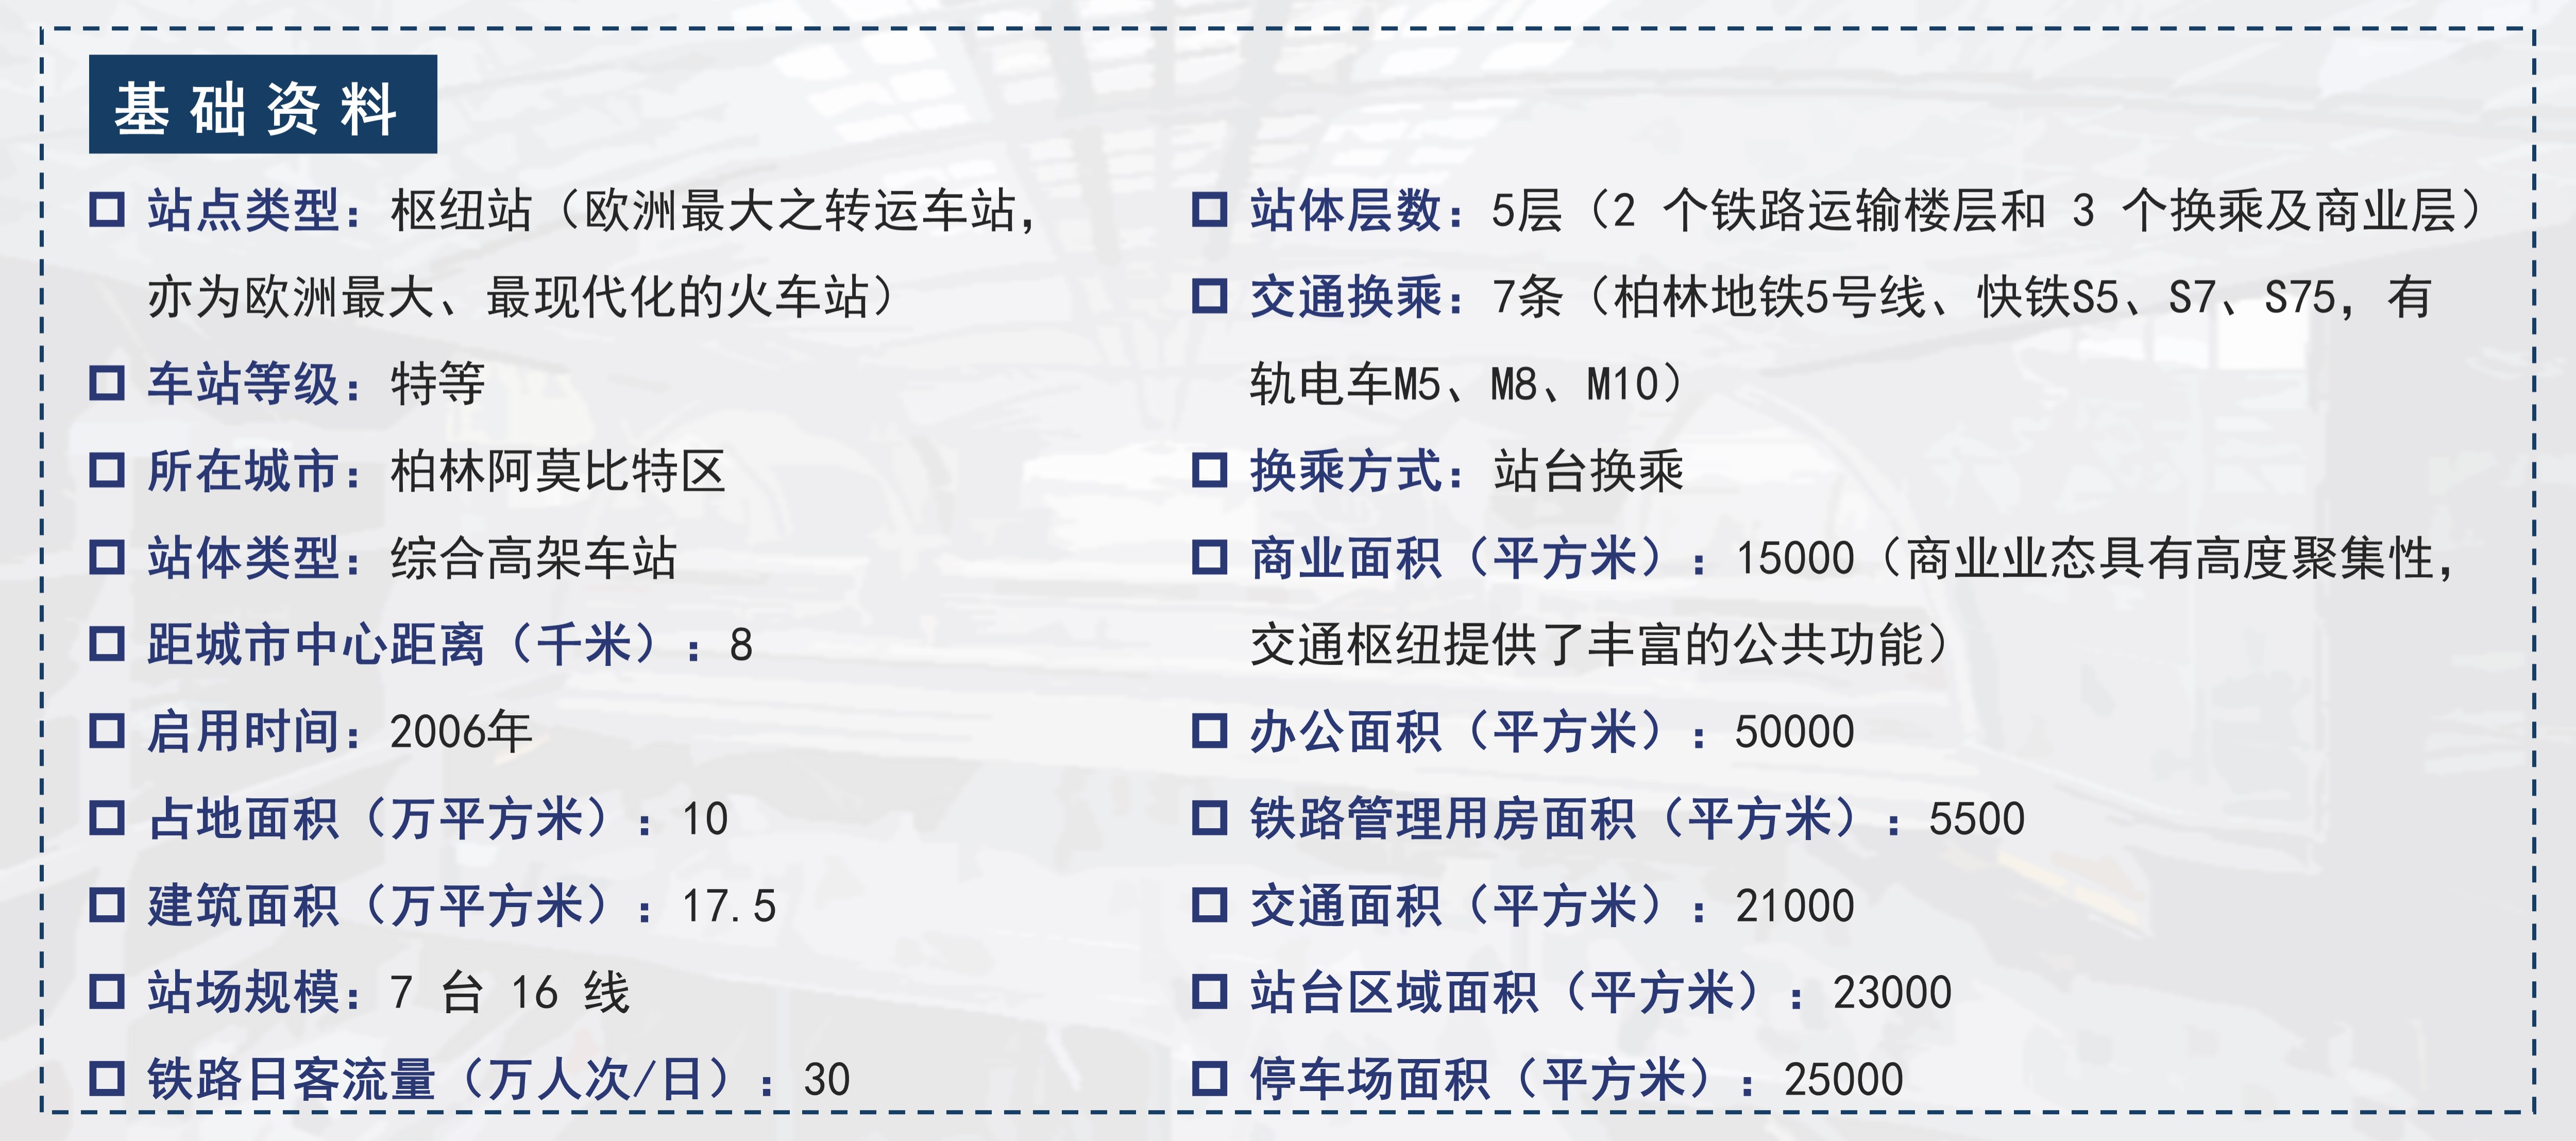 基础资料
站点类型：枢纽站（欧洲最大之转运车站，
亦为欧洲最大、最现代化的火车站）
车站等级：特等
所在城市：柏林阿莫比特区
站体类型：综合高架车站
距城市中心距离（千米）：8
启用时间：2006年
占地面积（万平方米）：10
建筑面积（万平方米）：17.5
站场规模：7 台 16 线
铁路日客流量（万人次/日）：30
站体层数：5层（2 个铁路运输楼层和 3 个换乘及商业层）
交通换乘：7条（柏林地铁5号线、快铁S5、S7、S75，有
轨电车M5、M8、M10）
换乘方式：站台换乘
商业面积（平方米）：15000（商业业态具有高度聚集性，
交通枢纽提供了丰富的公共功能）
办公面积（平方米）：50000
铁路管理用房面积（平方米）：5500
交通面积（平方米）：21000
站台区域面积（平方米）：23000
停车场面积（平方米）：25000